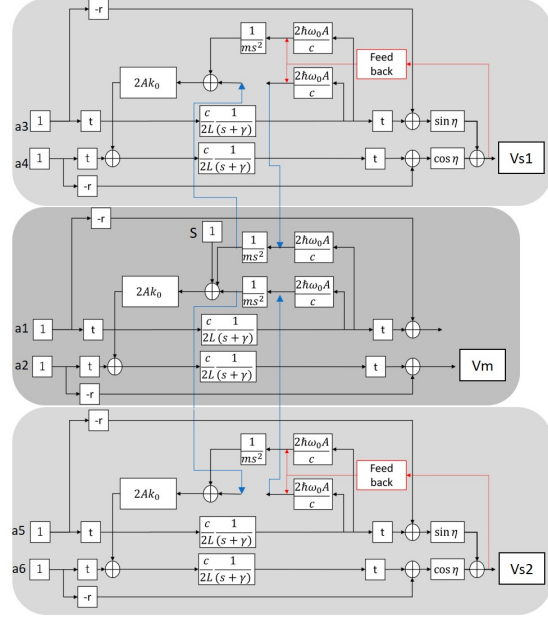 -r
1/ms² 2ħω₀A/c
2Ak₀ 2ħω₀A/c Feed back
a3 1 t c/2L 1/(s + γ) t sin η
a4 1 t c/2L 1/(s + γ) t cos η Vs1
-r
-r
S 1 1/ms² 2ħω₀A/c
2Ak₀ 1/ms² 2ħω₀A/c
a1 1 t c/2L 1/(s + γ) t
a2 1 t c/2L 1/(s + γ) t Vm
-r
-r
1/ms² 2ħω₀A/c
2Ak₀ 2ħω₀A/c Feed back
a5 1 t c/2L 1/(s + γ) t sin η
a6 1 t c/2L 1/(s + γ) t cos η Vs2
-r